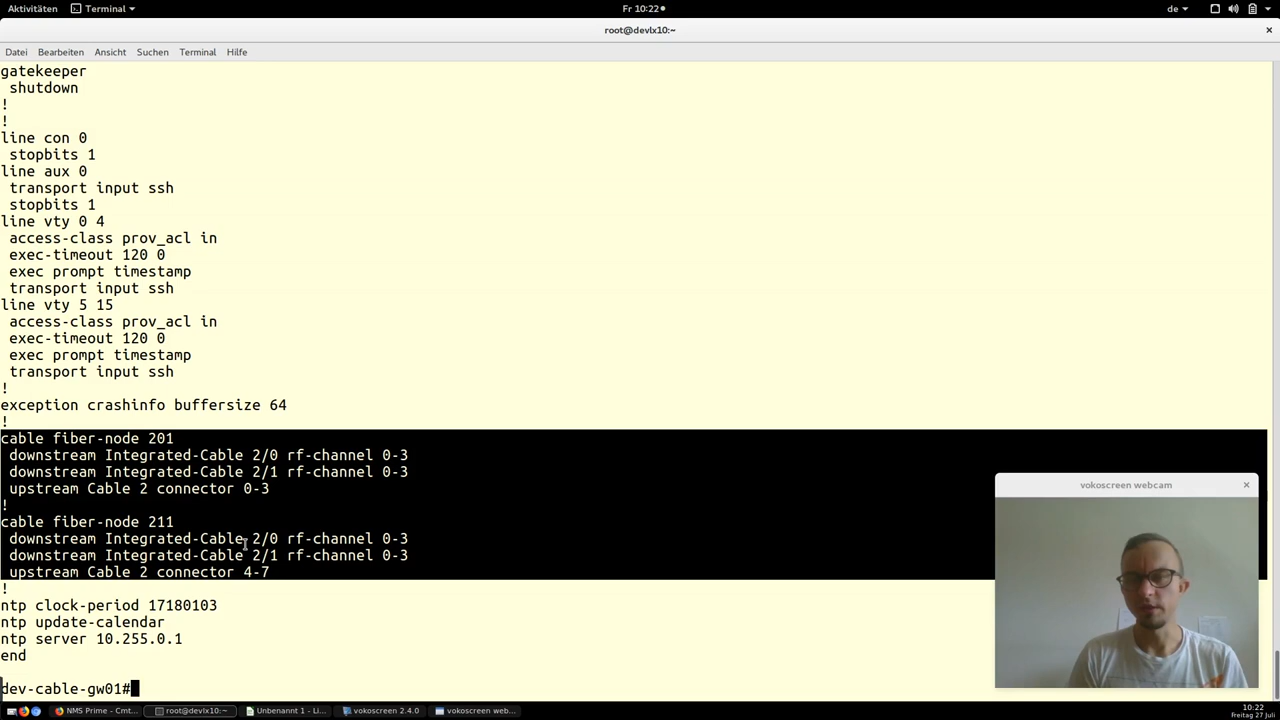 Aktivitäten Terminal Fr 10:22 de
root@devlx10:~ ×
Datei Bearbeiten Ansicht Suchen Terminal Hilfe
gatekeeper
 shutdown
!
!
line con 0
 stopbits 1
line aux 0
 transport input ssh
 stopbits 1
line vty 0 4
 access-class prov_acl in
 exec-timeout 120 0
 exec prompt timestamp
 transport input ssh
line vty 5 15
 access-class prov_acl in
 exec-timeout 120 0
 exec prompt timestamp
 transport input ssh
!
exception crashinfo buffersize 64
!
cable fiber-node 201
 downstream Integrated-Cable 2/0 rf-channel 0-3
 downstream Integrated-Cable 2/1 rf-channel 0-3
 upstream Cable 2 connector 0-3
!
cable fiber-node 211
 downstream Integrated-Cable 2/0 rf-channel 0-3
 downstream Integrated-Cable 2/1 rf-channel 0-3
 upstream Cable 2 connector 4-7
!
ntp clock-period 17180103
ntp update-calendar
ntp server 10.255.0.1
end
dev-cable-gw01#
vokoscreen webcam ×
NMS Prime - Cmt... root@devlx10:~ Unbenannt 1 - Li... vokoscreen 2.4.0 vokoscreen web... 10:22
Freitag 27 Juli